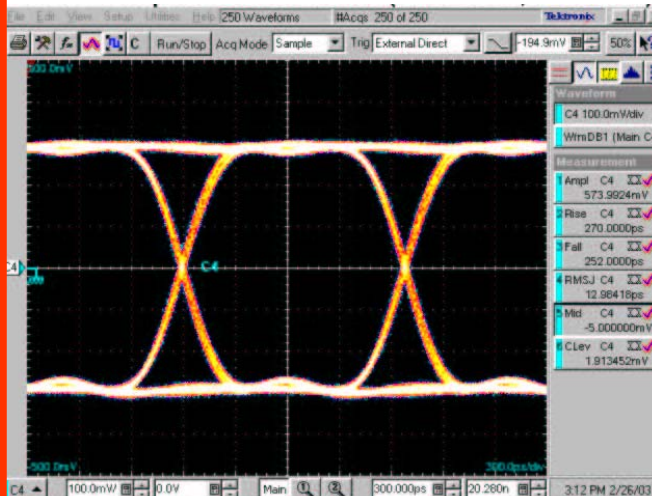 File Edit View Setup Utilities Help 250 Waveforms #Acqs 250 of 250 Tektronix
C Run/Stop Acq Mode Sample Trig External Direct -194.9mV 50%
500.0mV
Waveform
C4 100.0mV/div
WfmDB1 (Main C
Measurement
1 Ampl C4
573.9924mV
2 Rise C4
270.0000ps
3 Fall C4
252.0000ps
4 RMSJ C4
12.98418ps
5 Mid C4
-5.000000mV
6 CLev C4
1.913452mV
C4 C4
-500.0mV 300.0ps/div
C4 100.0mV 0.0V Main 1 2 300.000ps 20.280n 3:12 PM 2/26/03